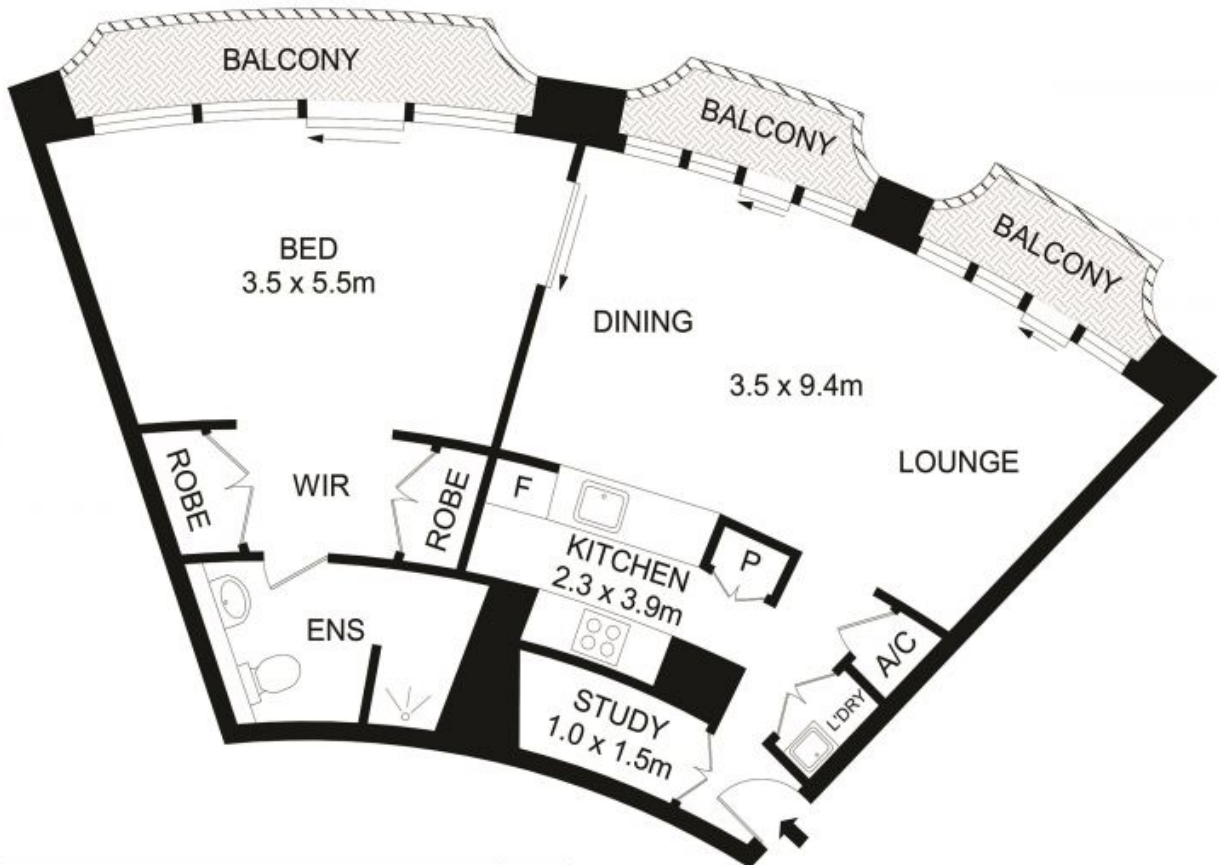 BALCONY
BALCONY
BALCONY
BED
3.5 x 5.5m
DINING
3.5 x 9.4m
LOUNGE
ROBE
WIR
ROBE
F
KITCHEN
2.3 x 3.9m
P
ENS
A/C
L'DRY
STUDY
1.0 x 1.5m